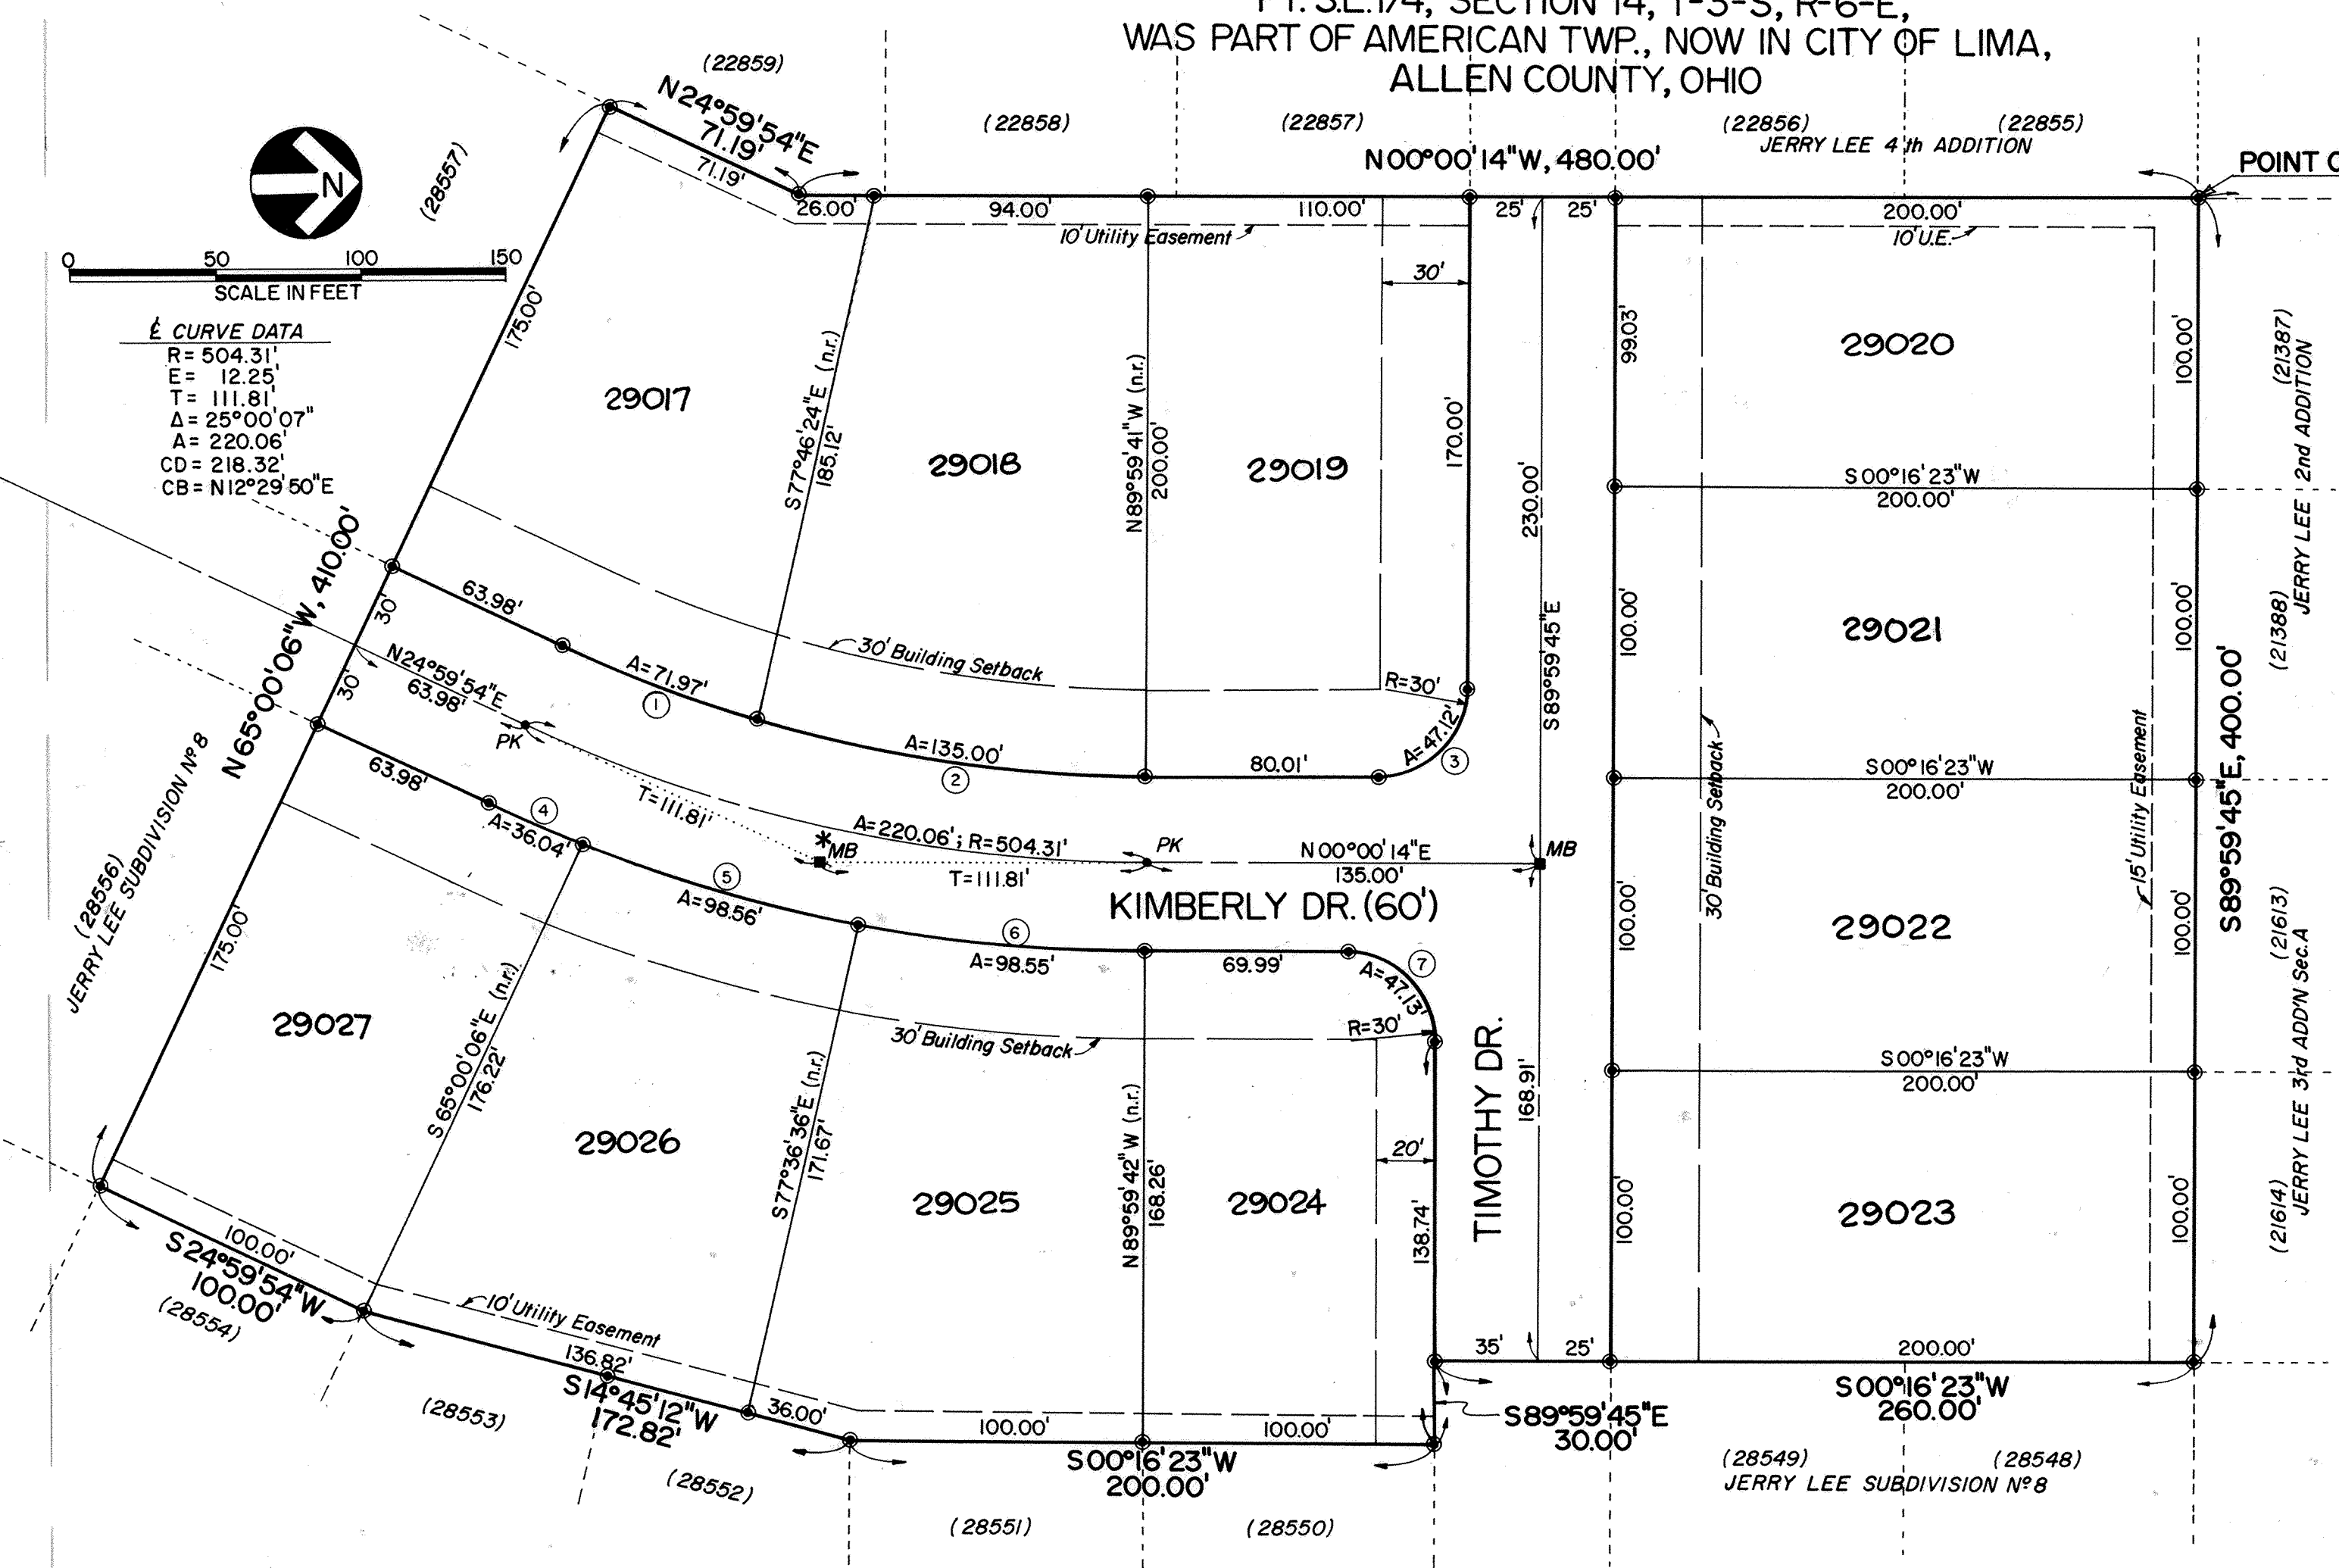 PT. S.E.1/4, SECTION 14, T-3-S, R-6-E,
WAS PART OF AMERICAN TWP., NOW IN CITY OF LIMA,
ALLEN COUNTY, OHIO
(22859)
N24°59'54"E
71.19'
71.19'
(22858)
(22857)
(22856)
(22855)
JERRY LEE 4th ADDITION
N00°00'14"W, 480.00'
POINT O
(28557)
N
0 50 100 150
SCALE IN FEET
℄ CURVE DATA
R= 504.31'
E= 12.25'
T= 111.81'
Δ= 25°00'07"
A= 220.06'
CD= 218.32'
CB= N12°29'50"E
26.00'
94.00'
110.00'
25'
25'
200.00'
10' Utility Easement
10' U.E.
30'
175.00'
29017
S77°46'24"E (n.r.)
185.12'
29018
N89°59'41"W (n.r.)
200.00'
29019
170.00'
230.00'
S89°59'45"E
99.03'
29020
100.00'
(21387)
JERRY LEE 2nd ADDITION
S00°16'23"W
200.00'
100.00'
29021
100.00'
(21388)
N65°00'06"W, 410.00'
30'
30'
63.98'
A=71.97'
1
30' Building Setback
R=30'
A=47.12'
3
A=135.00'
2
80.01'
N24°59'54"E
63.98'
PK
T=111.81'
*
MB
A=220.06'; R=504.31'
T=111.81'
PK
N00°00'14"E
135.00'
MB
KIMBERLY DR. (60')
S00°16'23"W
200.00'
30' Building Setback
15' Utility Easement
S89°59'45"E, 400.00'
100.00'
29022
100.00'
(21613)
JERRY LEE 3rd ADD'N Sec. A
JERRY LEE SUBDIVISION Nº 8
(28556)
63.98'
4
A=36.04'
5
A=98.56'
6
A=98.55'
69.99'
7
A=47.13'
R=30'
30' Building Setback
175.00'
29027
S65°00'06"E (n.r.)
176.22'
29026
S77°36'36"E (n.r.)
171.67'
29025
N89°59'42"W (n.r.)
168.26'
29024
20'
138.74'
TIMOTHY DR.
168.91'
S00°16'23"W
200.00'
100.00'
29023
100.00'
(21614)
100.00'
S24°59'54"W
100.00'
(28554)
10' Utility Easement
136.82'
S14°45'12"W
172.82'
36.00'
(28553)
(28552)
100.00'
100.00'
S00°16'23"W
200.00'
35'
25'
200.00'
S89°59'45"E
30.00'
S00°16'23"W
260.00'
(28549)
(28548)
JERRY LEE SUBDIVISION Nº 8
(28551)
(28550)